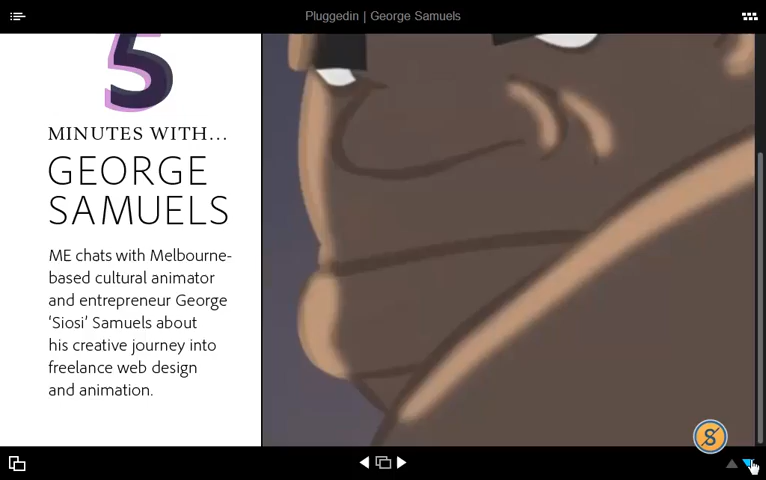 Pluggedin | George Samuels
5
MINUTES WITH...
GEORGE
SAMUELS
ME chats with Melbourne-
based cultural animator
and entrepreneur George
‘Siosi’ Samuels about
his creative journey into
freelance web design
and animation.
S